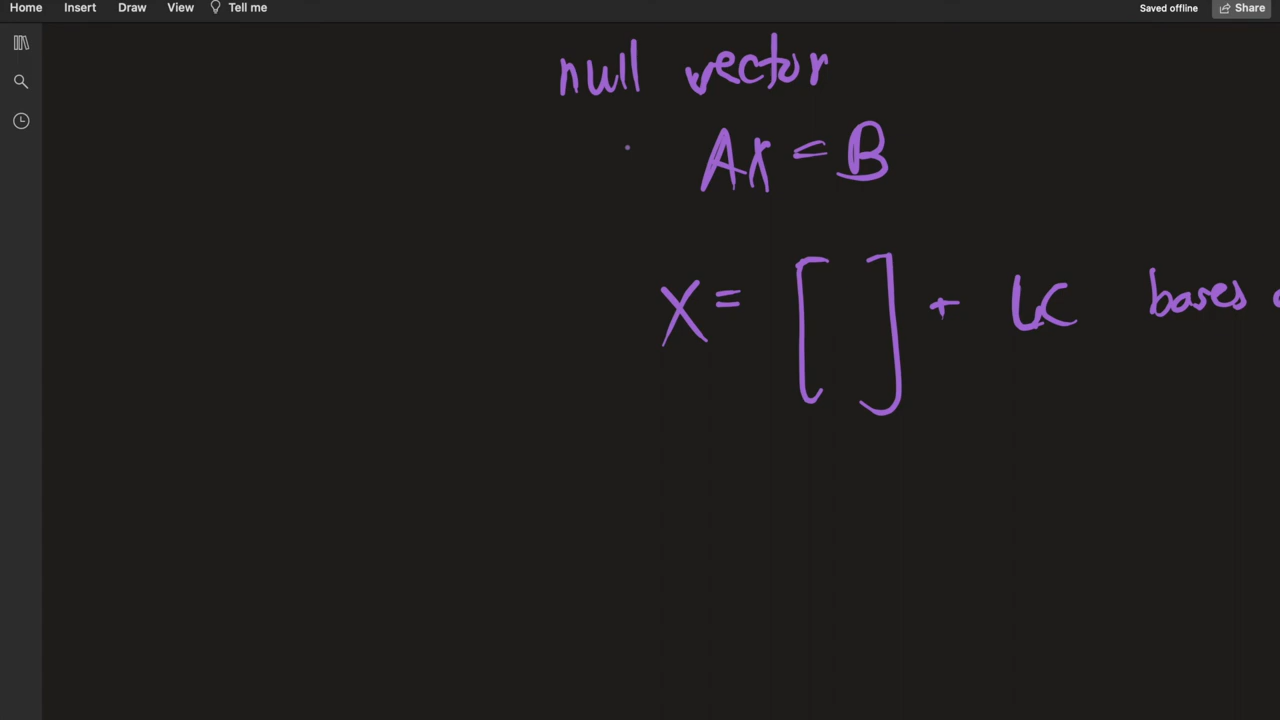 Home Insert Draw View Tell me Saved offline Share
null vector
AX = B
X = [ ] + LC bases